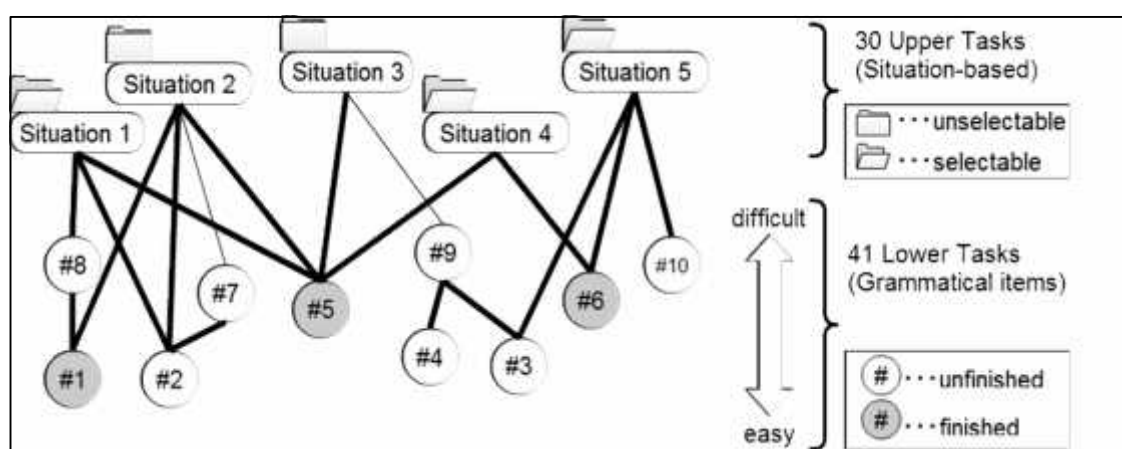 Situation 1
Situation 2
Situation 3
Situation 4
Situation 5
#8
#7
#5
#9
#6
#10
#1
#2
#4
#3
difficult
easy
30 Upper Tasks
(Situation-based)
···unselectable
···selectable
41 Lower Tasks
(Grammatical items)
# ···unfinished
# ···finished